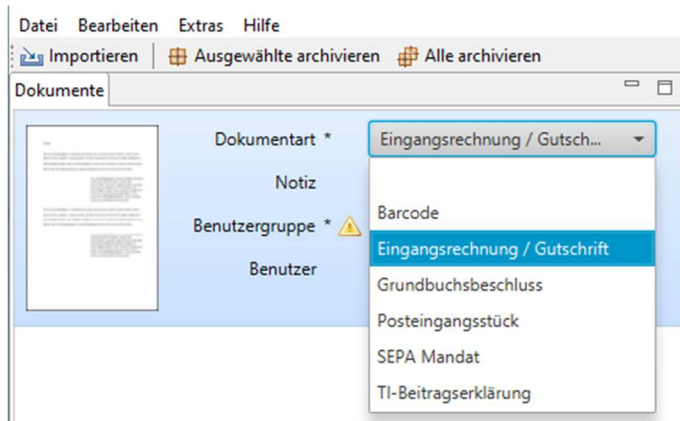 Datei Bearbeiten Extras Hilfe
Importieren Ausgewählte archivieren Alle archivieren
Dokumente
Dokumentart * Eingangsrechnung / Gutsch...
Notiz
Barcode
Benutzergruppe *
Eingangsrechnung / Gutschrift
Benutzer
Grundbuchsbeschluss
Posteingangsstück
SEPA Mandat
TI-Beitragserklärung